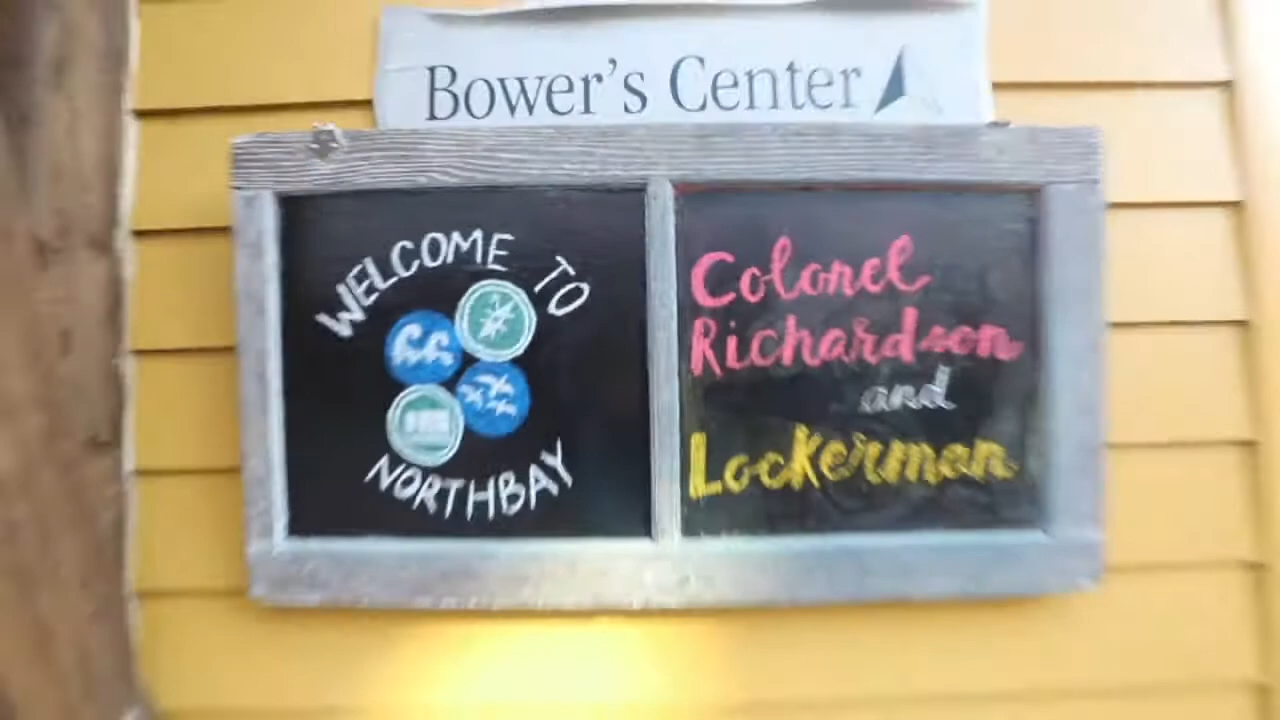 Bower's Center
WELCOME TO
NORTHBAY
Colonel
Richardson
and
Lockerman